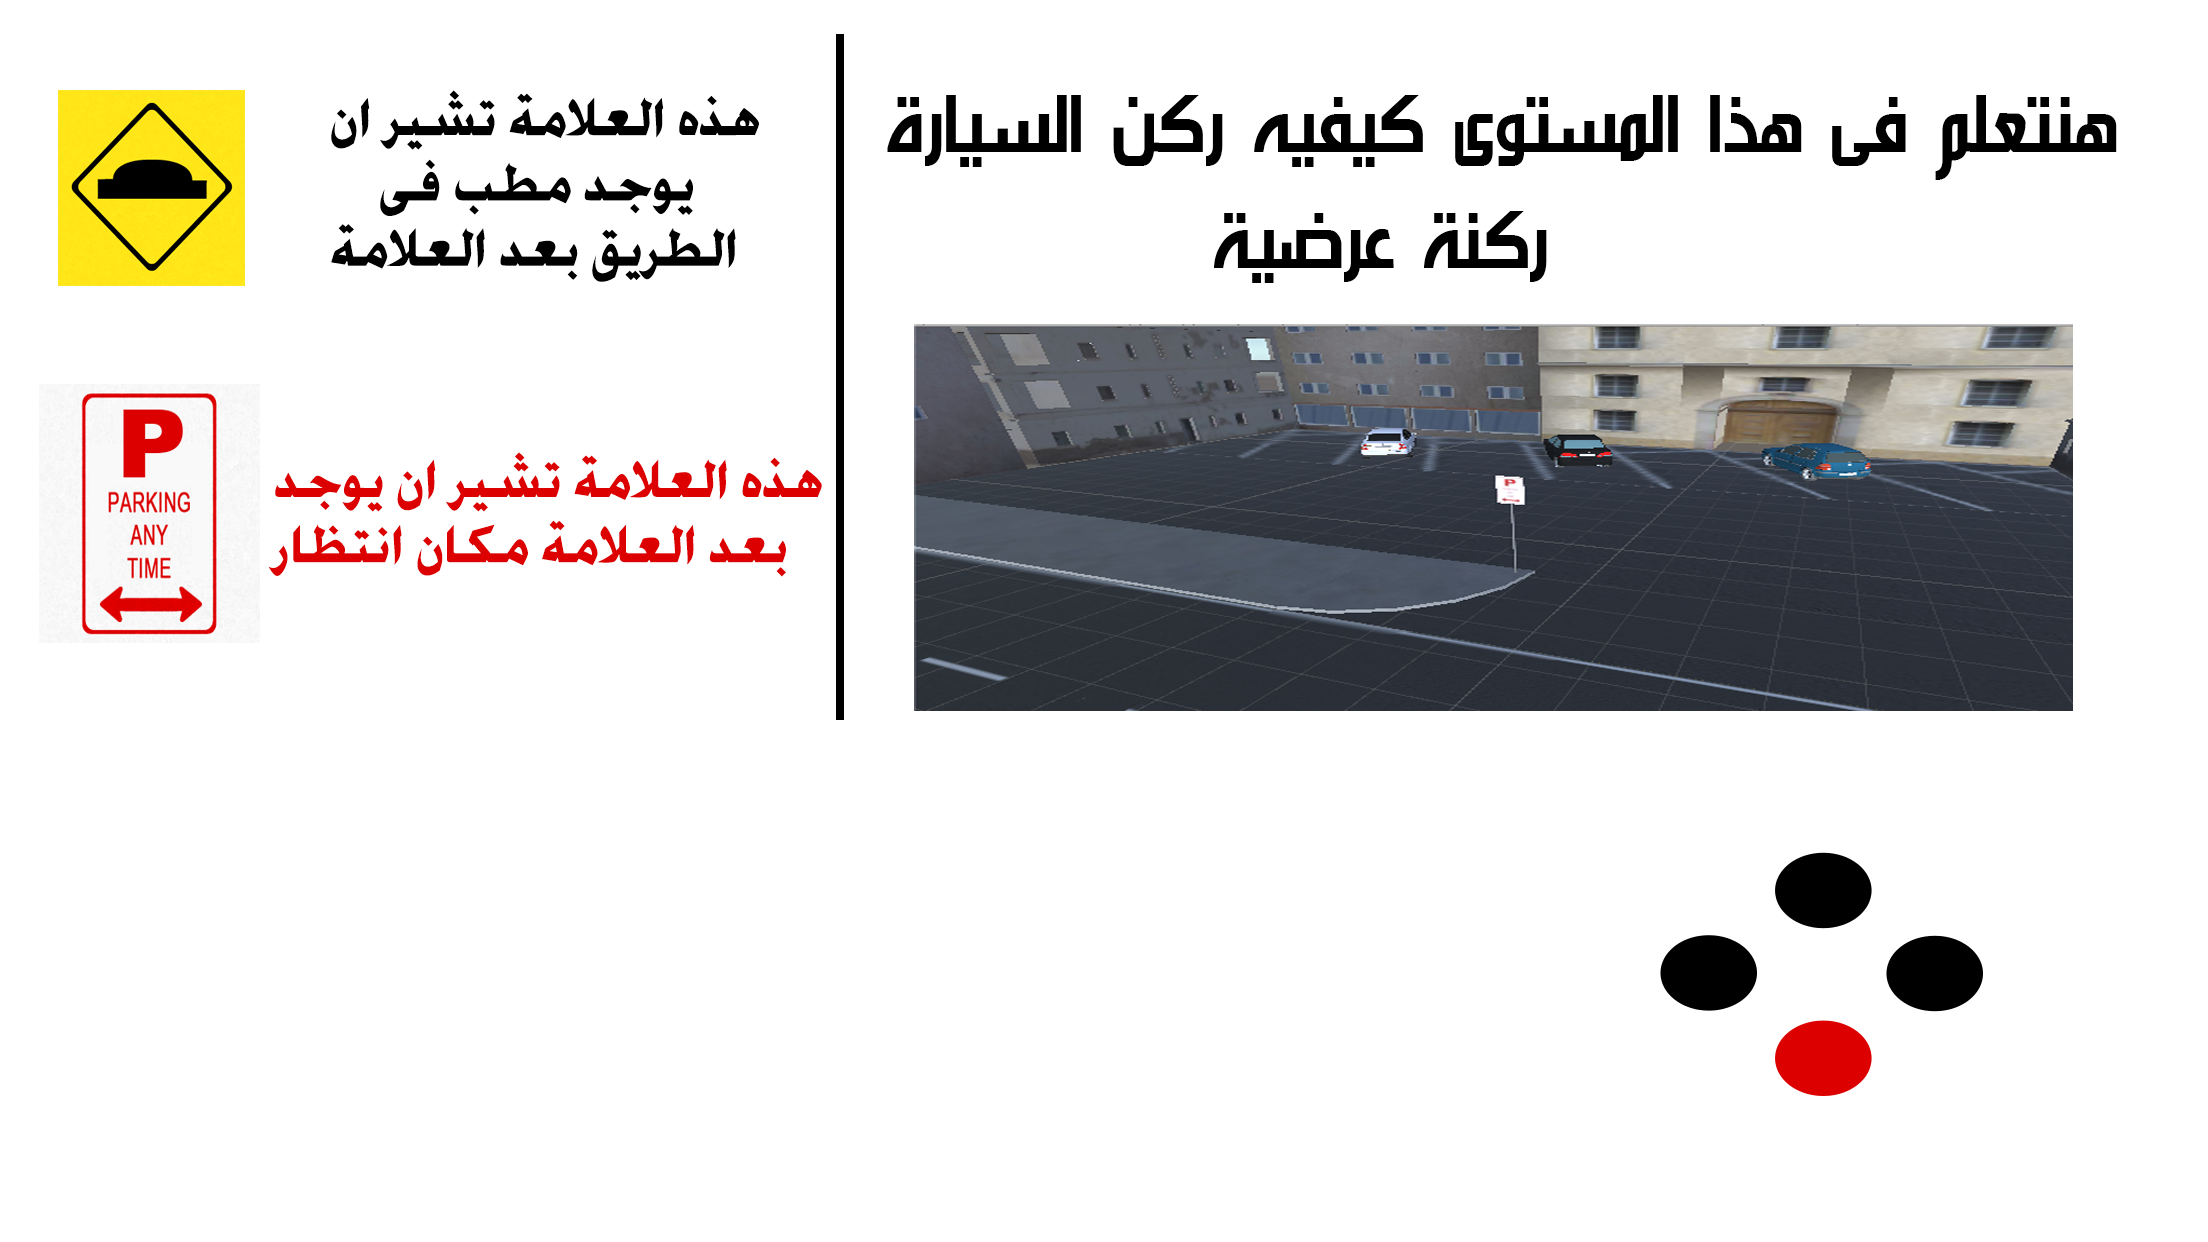 هنتعلم فى هذا المستوى كيفيه ركن السيارة
ركنة عرضية
هذه العلامة تشير ان
يوجد مطب فى
الطريق بعد العلامة
P
PARKING
ANY
TIME
هذه العلامة تشير ان يوجد
بعد العلامة مكان انتظار
P